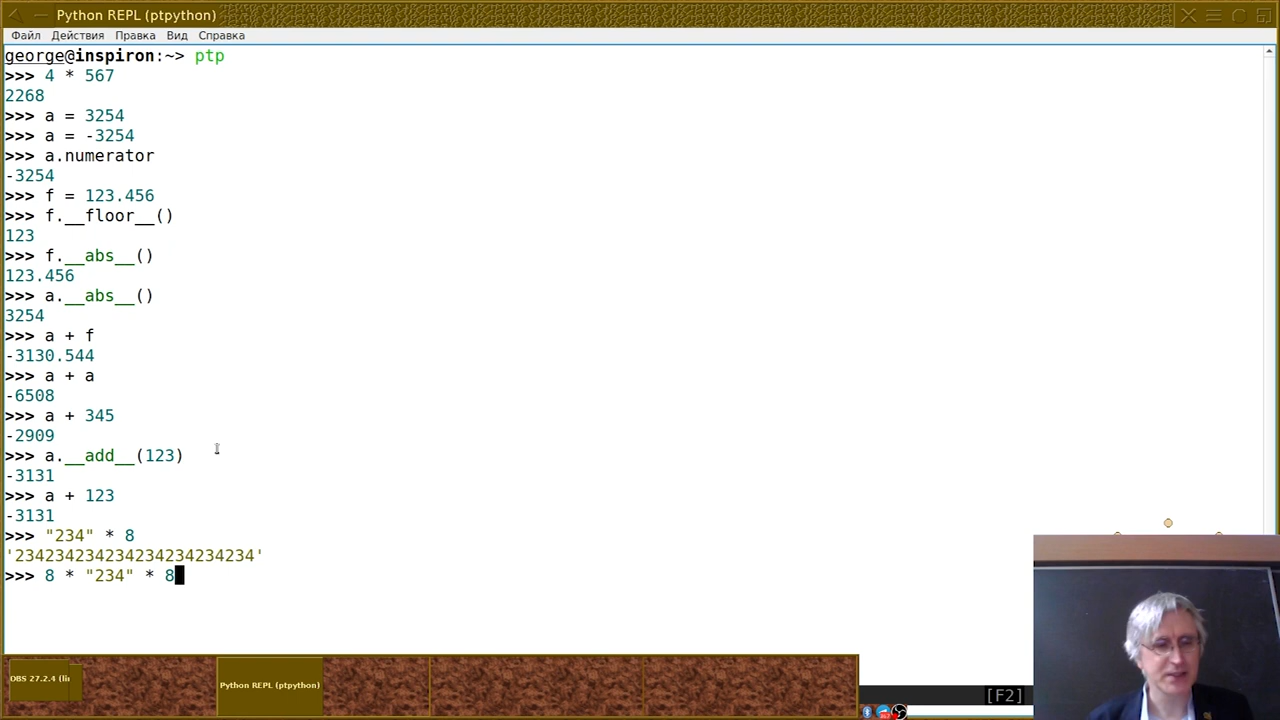 Python REPL (ptpython)
Файл Действия Правка Вид Справка
george@inspiron:~> ptp
>>> 4 * 567
2268
>>> a = 3254
>>> a = -3254
>>> a.numerator
-3254
>>> f = 123.456
>>> f.__floor__()
123
>>> f.__abs__()
123.456
>>> a.__abs__()
3254
>>> a + f
-3130.544
>>> a + a
-6508
>>> a + 345
-2909
>>> a.__add__(123)
-3131
>>> a + 123
-3131
>>> "234" * 8
'234234234234234234234234'
>>> 8 * "234" * 8
OBS 27.2.4 (lin
Python REPL (ptpython)
[F2]